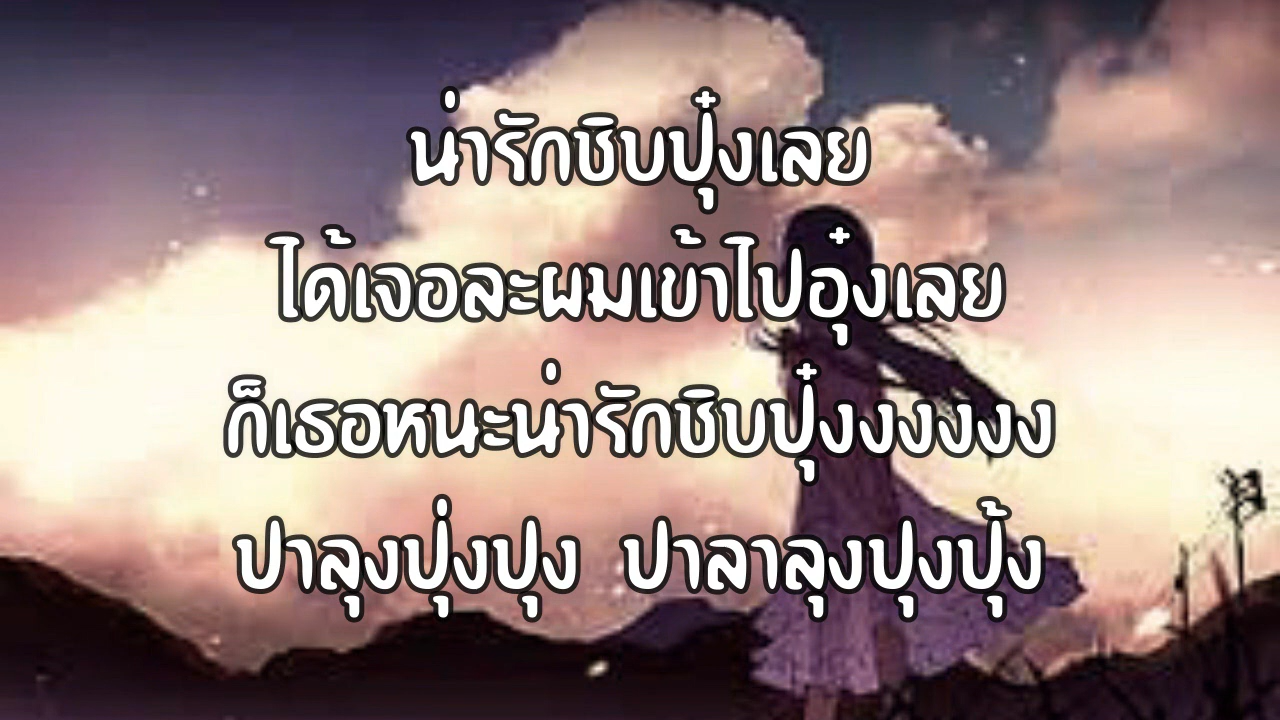 น่ารักชิบปุ๋งเลย
ได้เจอละผมเข้าไปอุ๋งเลย
ก็เธอหนะน่ารักชิบปุ๋งงงงงงง
ปาลุงปุ่งปุง ปาลาลุงปุงปุ้ง